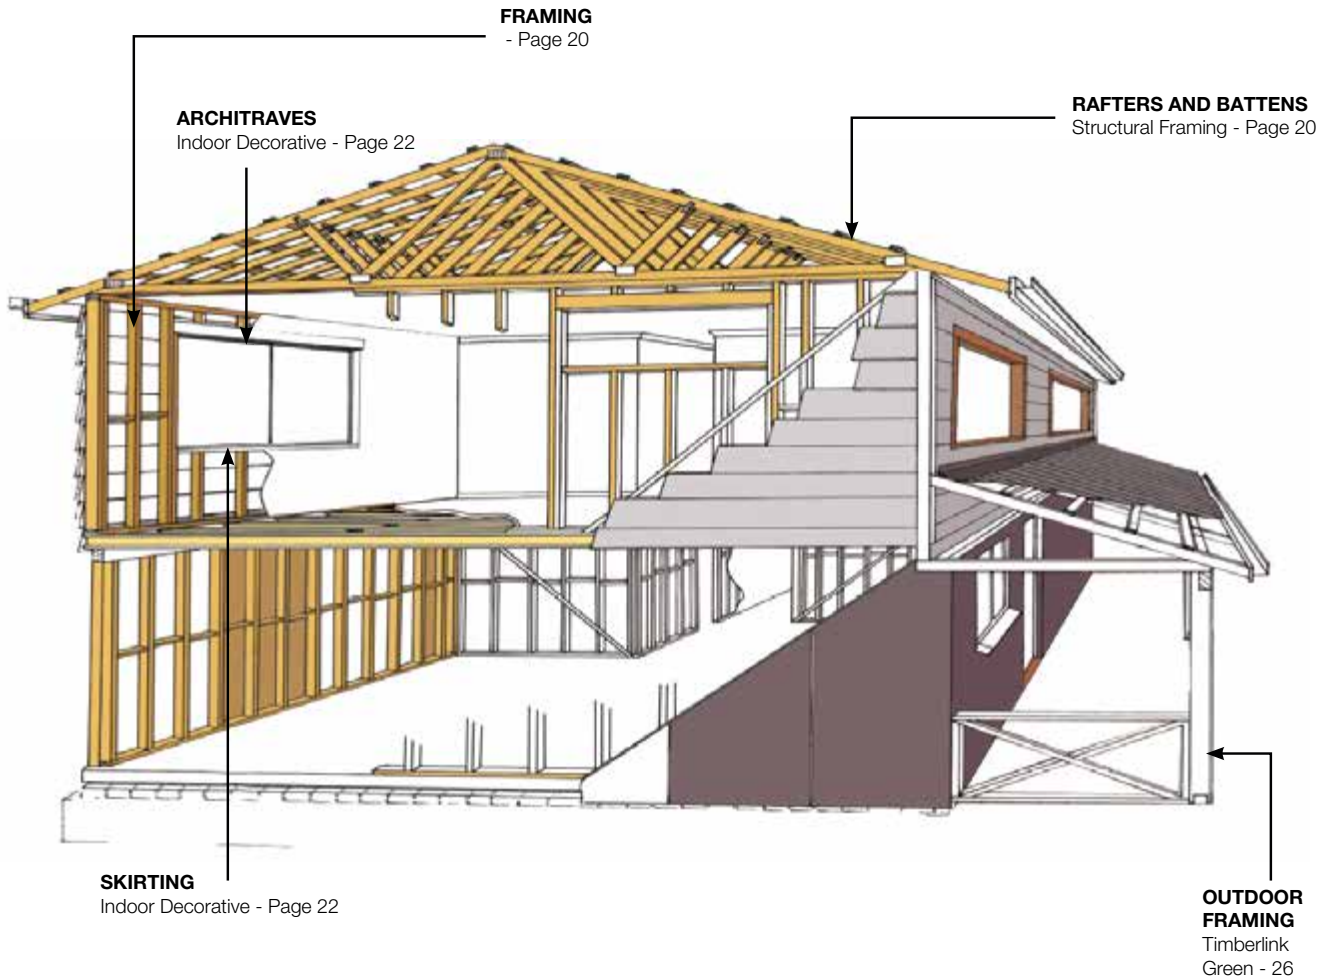 FRAMING
- Page 20
ARCHITRAVES
Indoor Decorative - Page 22
RAFTERS AND BATTENS
Structural Framing - Page 20
SKIRTING
Indoor Decorative - Page 22
OUTDOOR
FRAMING
Timberlink
Green - 26